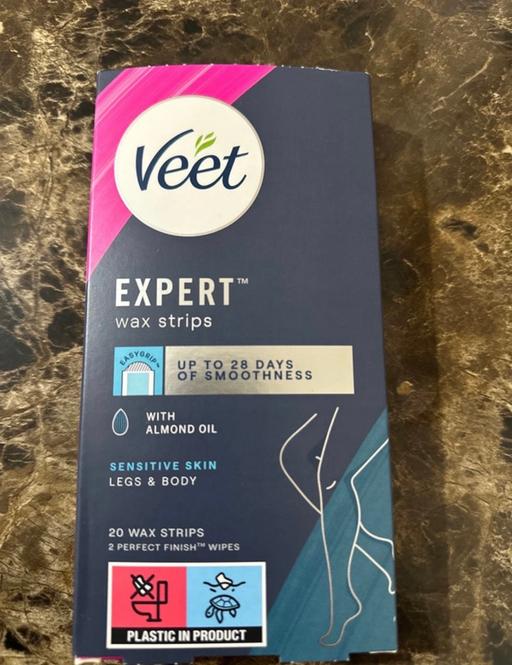 Veet
EXPERT™
wax strips
EASYGRIP™
UP TO 28 DAYS
OF SMOOTHNESS
WITH
ALMOND OIL
SENSITIVE SKIN
LEGS & BODY
20 WAX STRIPS
2 PERFECT FINISH™ WIPES
PLASTIC IN PRODUCT